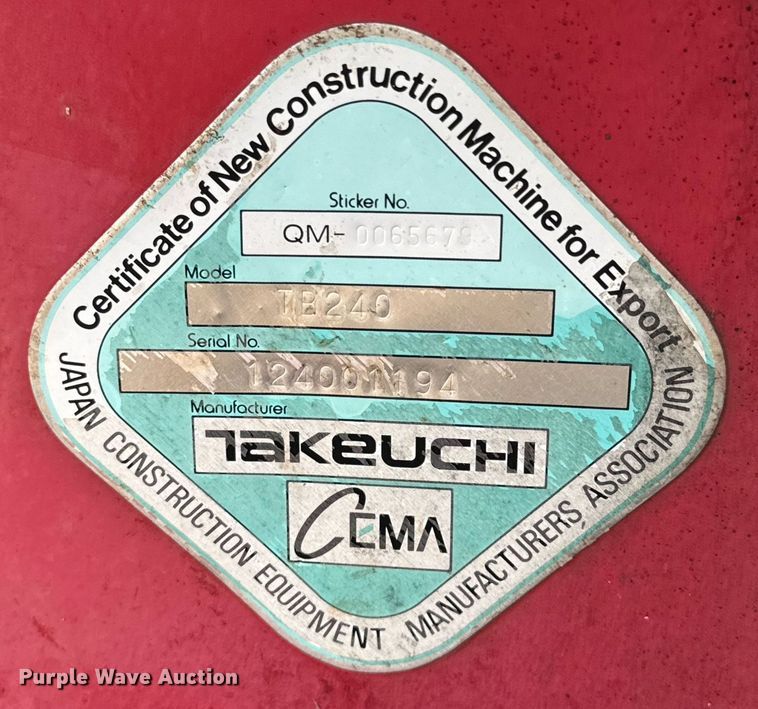 Certificate of New Construction Machine for Export
Sticker No.
QM-0065679
Model
TB240
Serial No.
124001194
Manufacturer
TAKEUCHI
CEMA
JAPAN CONSTRUCTION EQUIPMENT MANUFACTURERS ASSOCIATION
Purple Wave Auction